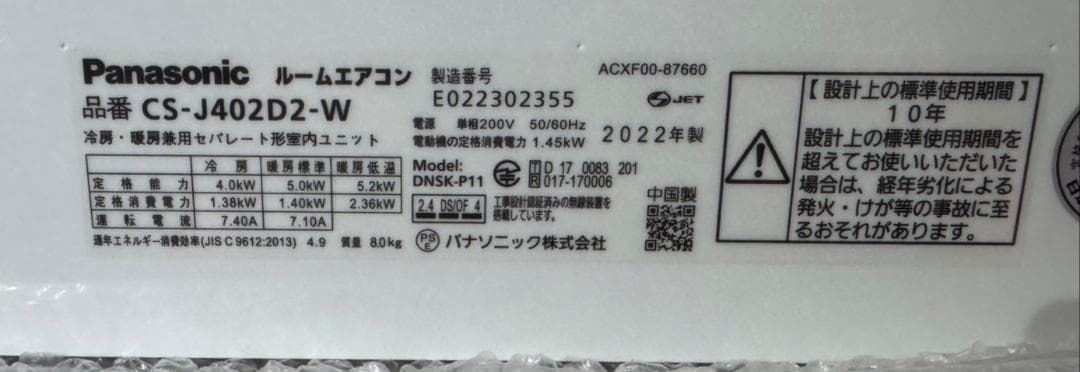 Panasonic ルームエアコン
品番 CS-J402D2-W
冷房・暖房兼用セパレート形室内ユニット
冷房 暖房標準 暖房低温
定格能力 4.0kW 5.0kW 5.2kW
定格消費電力 1.38kW 1.40kW 2.36kW
運転電流 7.40A 7.10A
通年エネルギー消費効率(JIS C 9612:2013) 4.9 質量 8.0kg
製造番号
E022302355
ACXF00-87660
JET
電源 単相200V 50/60Hz
電動機の定格消費電力 1.45kW
2022年製
Model:
DNSK-P11
T D 17 0083 201
R 017-170006
2.4 DS/OF 4
工事設計認証済みの無線装置を
搭載しています。
中国製
PSE パナソニック株式会社
【設計上の標準使用期間】
10年
設計上の標準使用期間を
超えてお使いいただいた
場合は、経年劣化による
発火・けが等の事故に至
るおそれがあります。